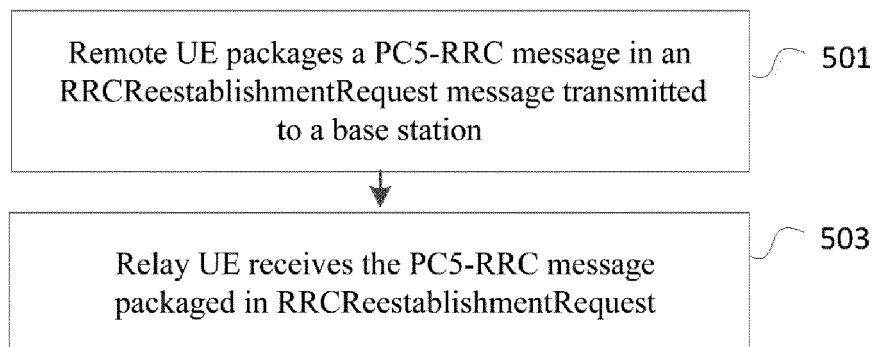 Remote UE packages a PC5-RRC message in an
RRCReestablishmentRequest message transmitted
to a base station
501
Relay UE receives the PC5-RRC message
packaged in RRCReestablishmentRequest
503